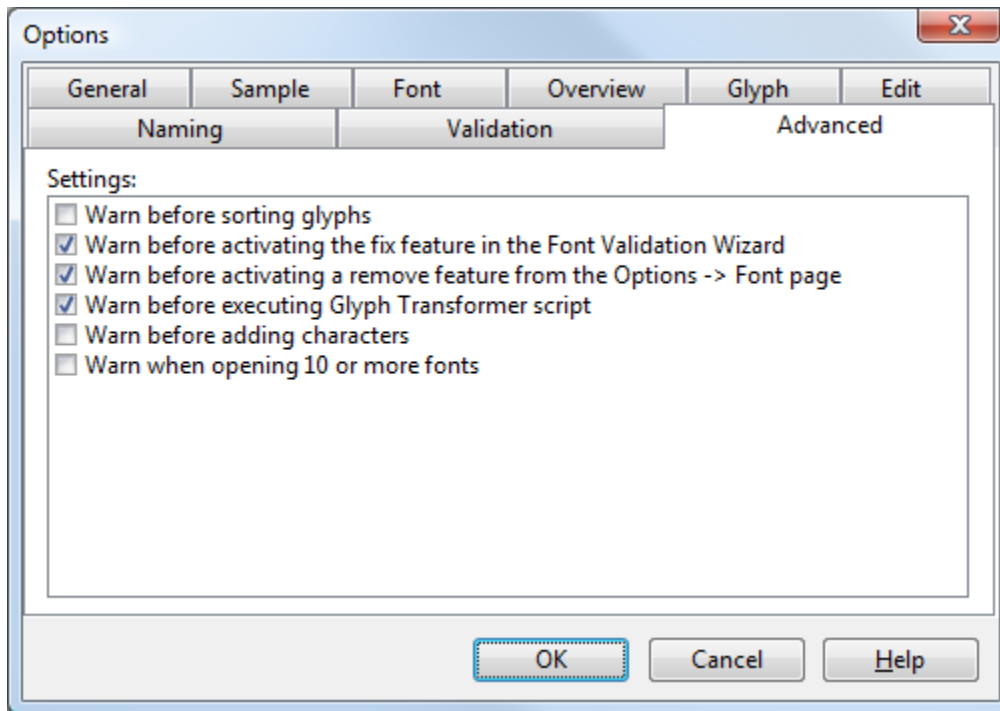 Options
General Sample Font Overview Glyph Edit
Naming Validation Advanced
Settings:
Warn before sorting glyphs
Warn before activating the fix feature in the Font Validation Wizard
Warn before activating a remove feature from the Options -> Font page
Warn before executing Glyph Transformer script
Warn before adding characters
Warn when opening 10 or more fonts
OK Cancel Help